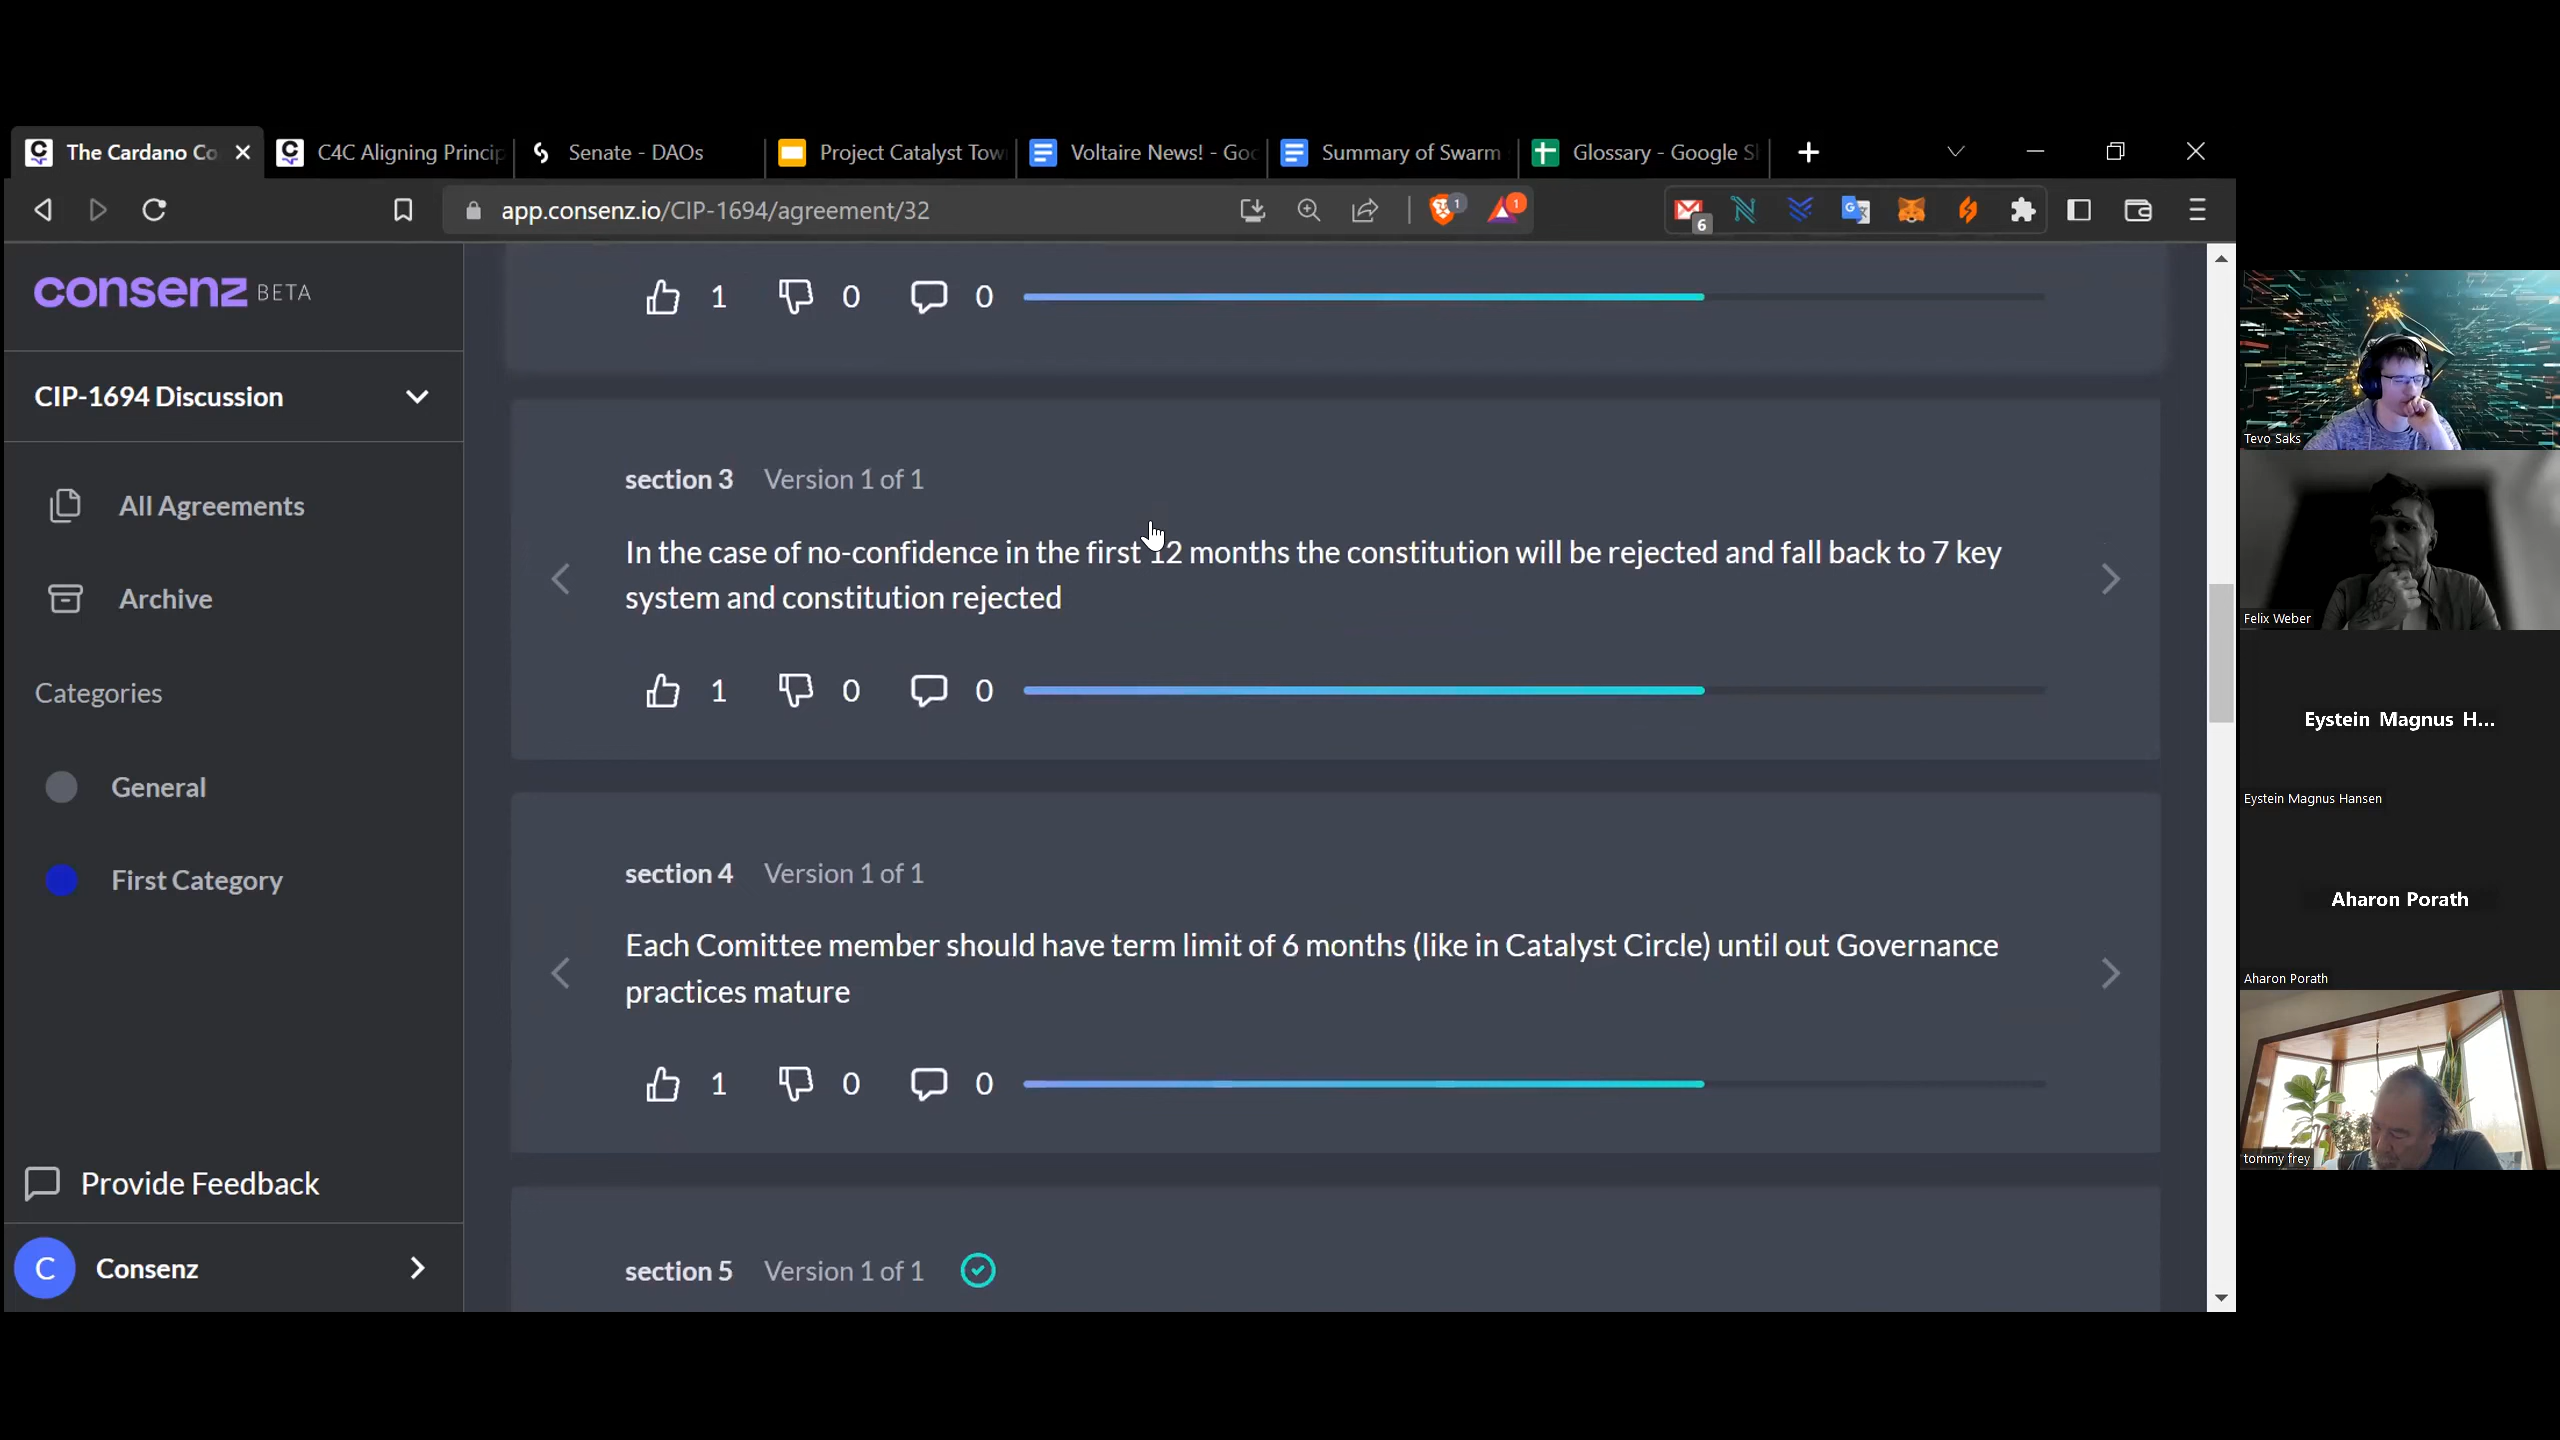 The Cardano Co
C4C Aligning Princip
Senate - DAOs
Project Catalyst Tow
Voltaire News! - Goo
Summary of Swarm
Glossary - Google Sh
app.consenz.io/CIP-1694/agreement/32
1
1
6
consenz BETA
CIP-1694 Discussion
All Agreements
Archive
Categories
General
First Category
Provide Feedback
C
Consenz
1
0
0
section 3 Version 1 of 1
In the case of no-confidence in the first 12 months the constitution will be rejected and fall back to 7 key
system and constitution rejected
1
0
0
section 4 Version 1 of 1
Each Comittee member should have term limit of 6 months (like in Catalyst Circle) until out Governance
practices mature
1
0
0
section 5 Version 1 of 1
Tevo Saks
Felix Weber
Eystein Magnus H...
Eystein Magnus Hansen
Aharon Porath
Aharon Porath
tommy frey